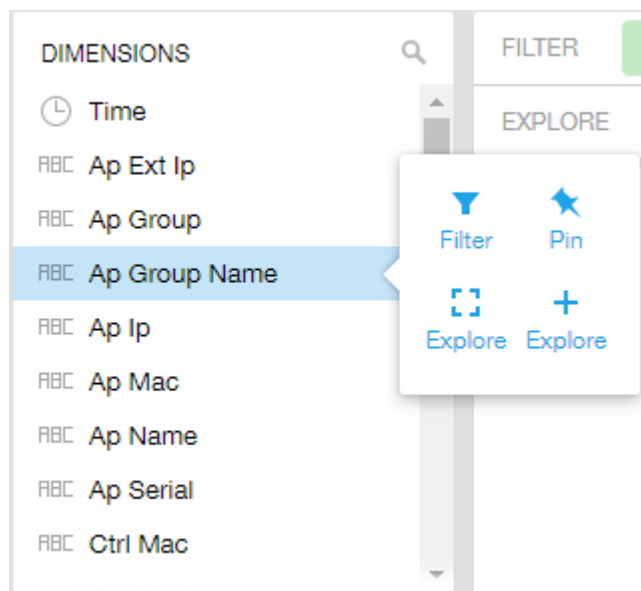 DIMENSIONS
Time
ABC Ap Ext Ip
ABC Ap Group
ABC Ap Group Name
ABC Ap Ip
ABC Ap Mac
ABC Ap Name
ABC Ap Serial
ABC Ctrl Mac
FILTER
EXPLORE
Filter Pin
Explore Explore